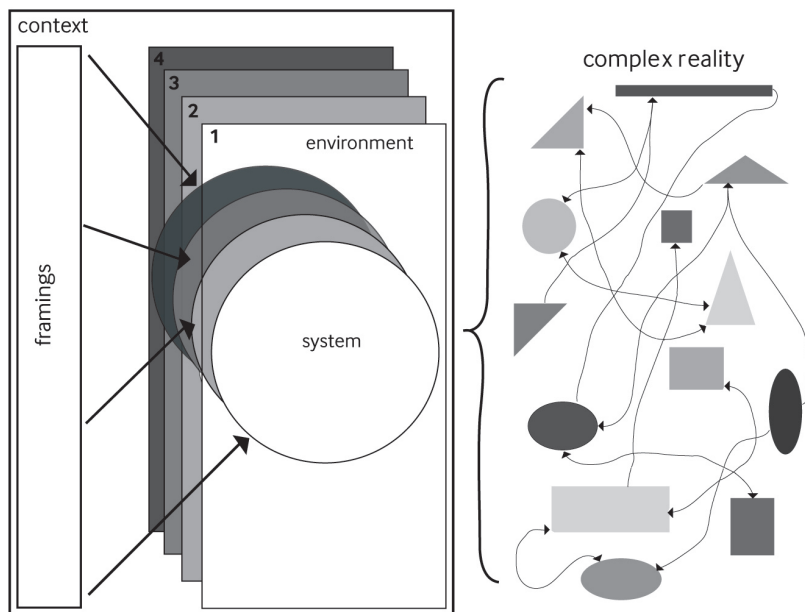 context
framings
4
3
2
1
environment
system
complex reality